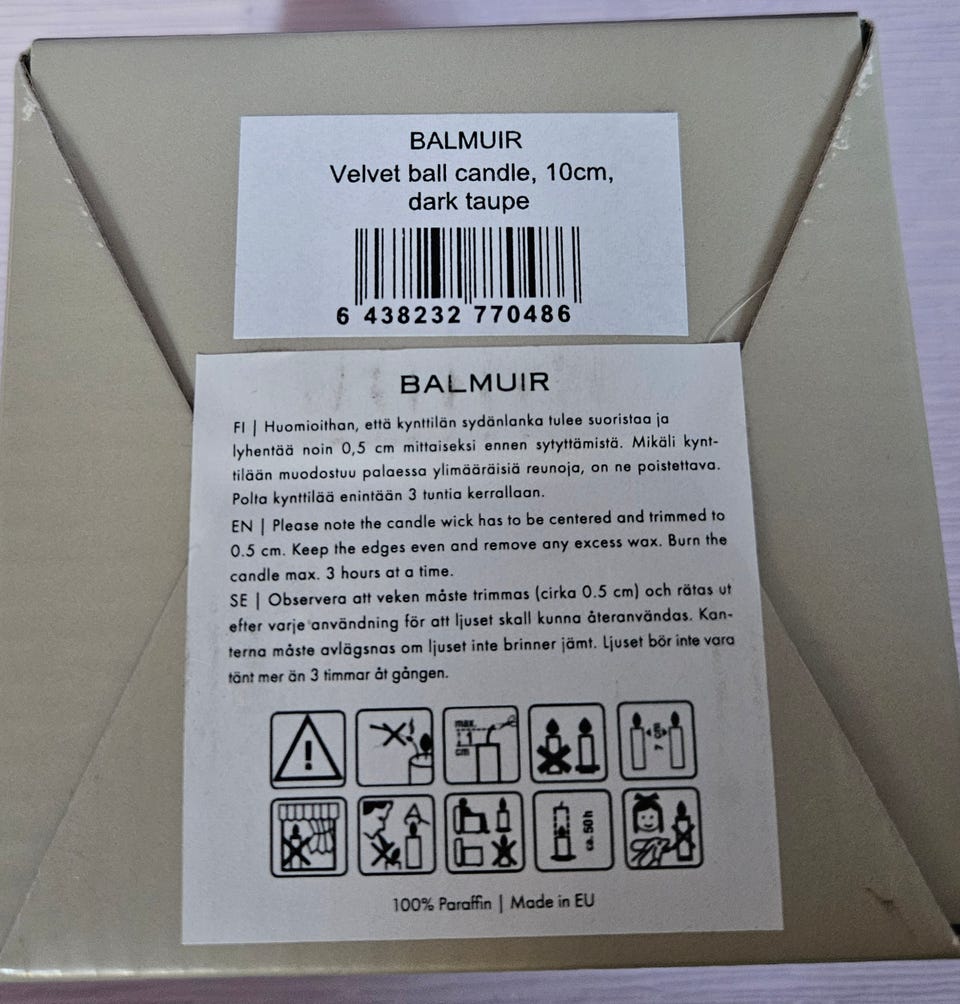 BALMUIR
Velvet ball candle, 10cm,
dark taupe
6 438232 770486
BALMUIR
FI | Huomioithan, että kynttilän sydänlanka tulee suoristaa ja
lyhentää noin 0,5 cm mittaiseksi ennen sytyttämistä. Mikäli kynt-
tilään muodostuu palaessa ylimääräisiä reunoja, on ne poistettava.
Polta kynttilää enintään 3 tuntia kerrallaan.
EN | Please note the candle wick has to be centered and trimmed to
0.5 cm. Keep the edges even and remove any excess wax. Burn the
candle max. 3 hours at a time.
SE | Observera att veken måste trimmas (cirka 0.5 cm) och rätas ut
efter varje användning för att ljuset skall kunna återanvändas. Kan-
terna måste avlägsnas om ljuset inte brinner jämt. Ljuset bör inte vara
tänt mer än 3 timmar åt gången.
max.
1
cm
ca. 50h
100% Paraffin | Made in EU